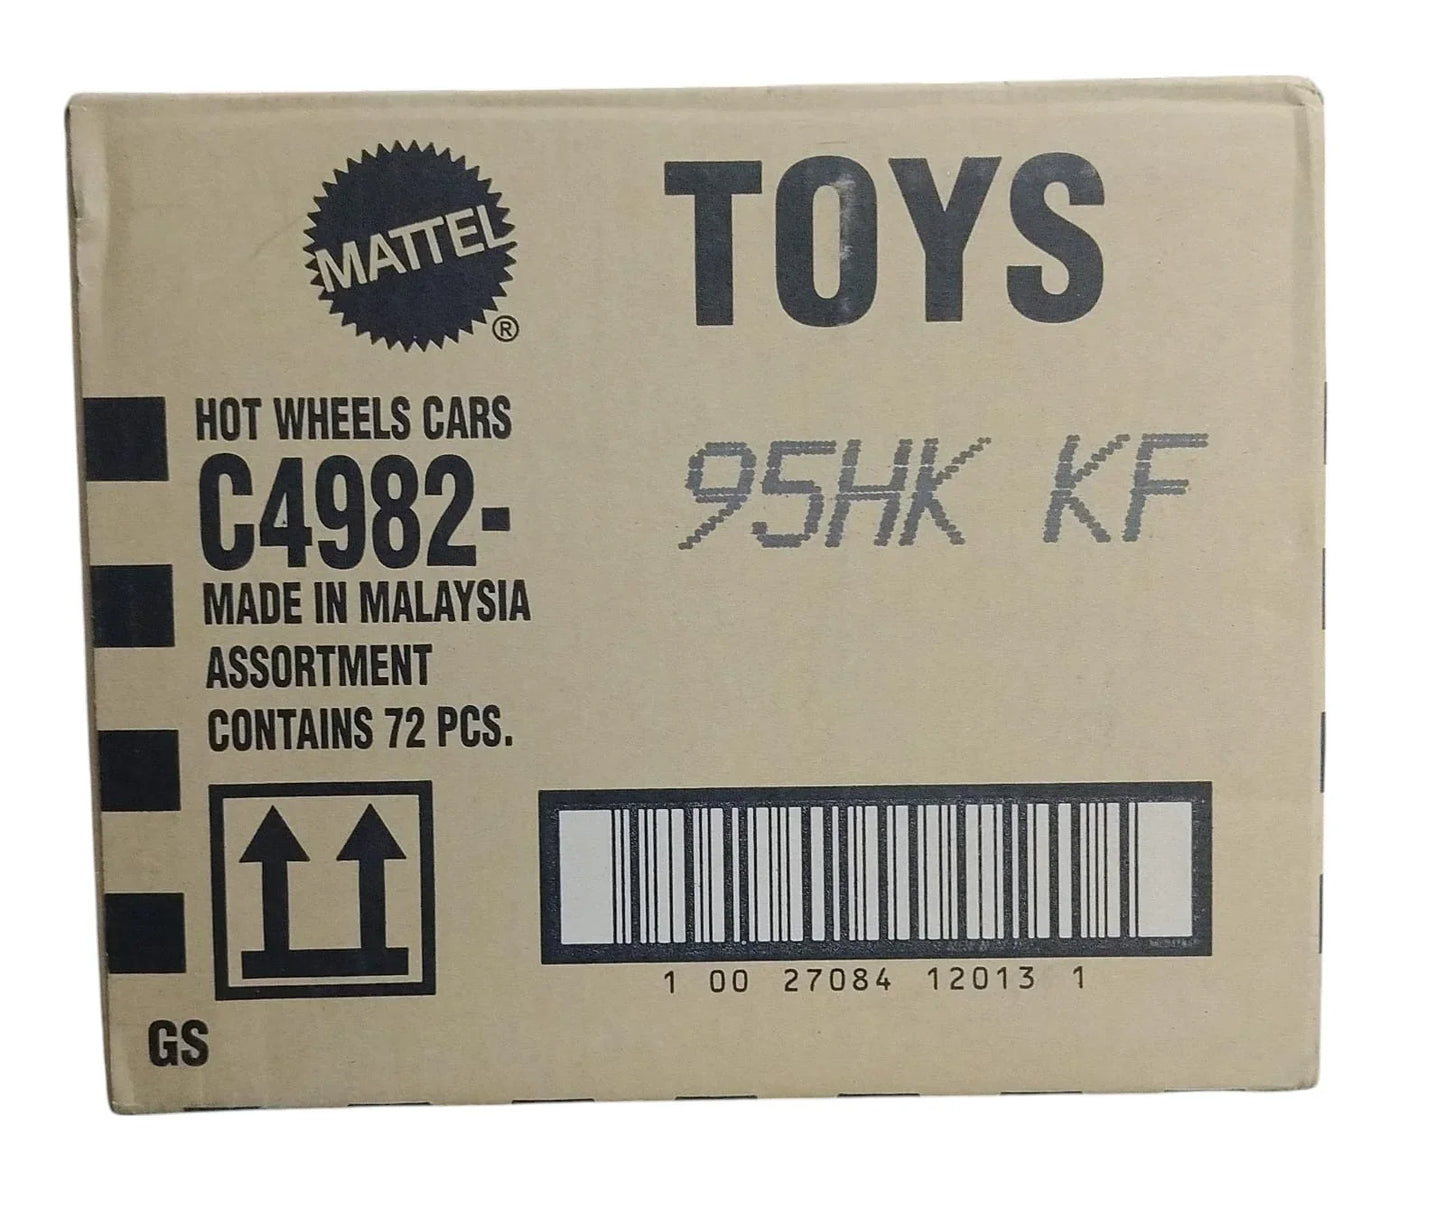 MATTEL
®
TOYS
HOT WHEELS CARS
C4982-
95HK KF
MADE IN MALAYSIA
ASSORTMENT
CONTAINS 72 PCS.
1 00 27084 12013 1
GS